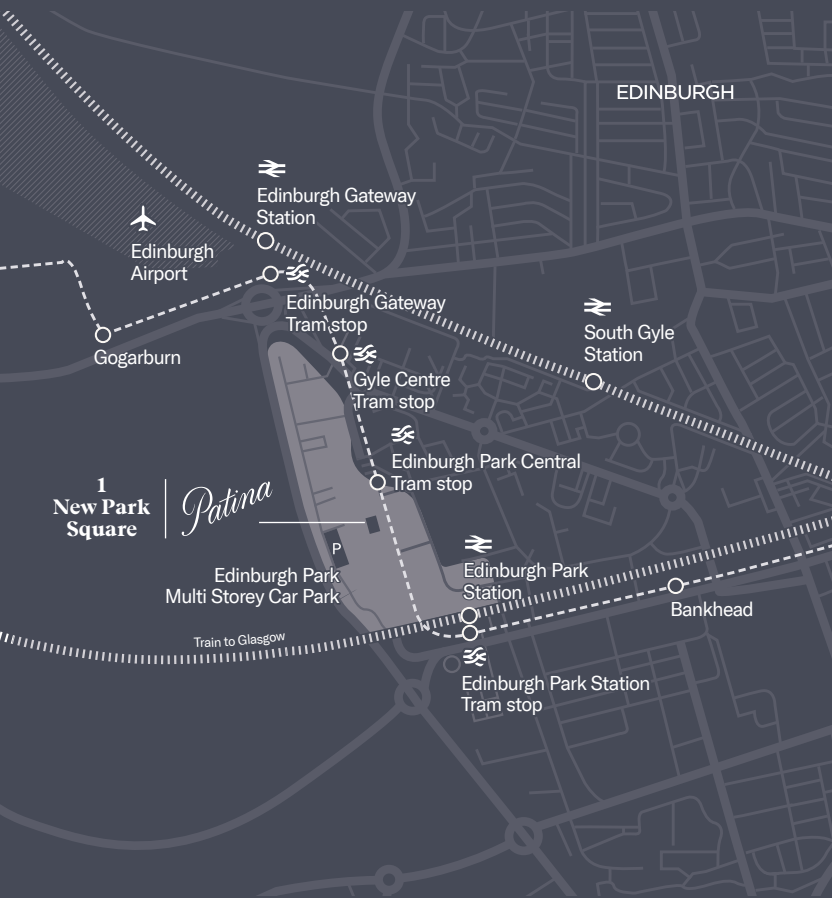 EDINBURGH
Edinburgh Gateway
Station
Edinburgh
Airport
Edinburgh Gateway
Tram stop
Gogarburn
South Gyle
Station
Gyle Centre
Tram stop
Edinburgh Park Central
Tram stop
1
New Park
Square
Patina
P
Edinburgh Park
Multi Storey Car Park
Edinburgh Park
Station
Bankhead
Train to Glasgow
Edinburgh Park Station
Tram stop